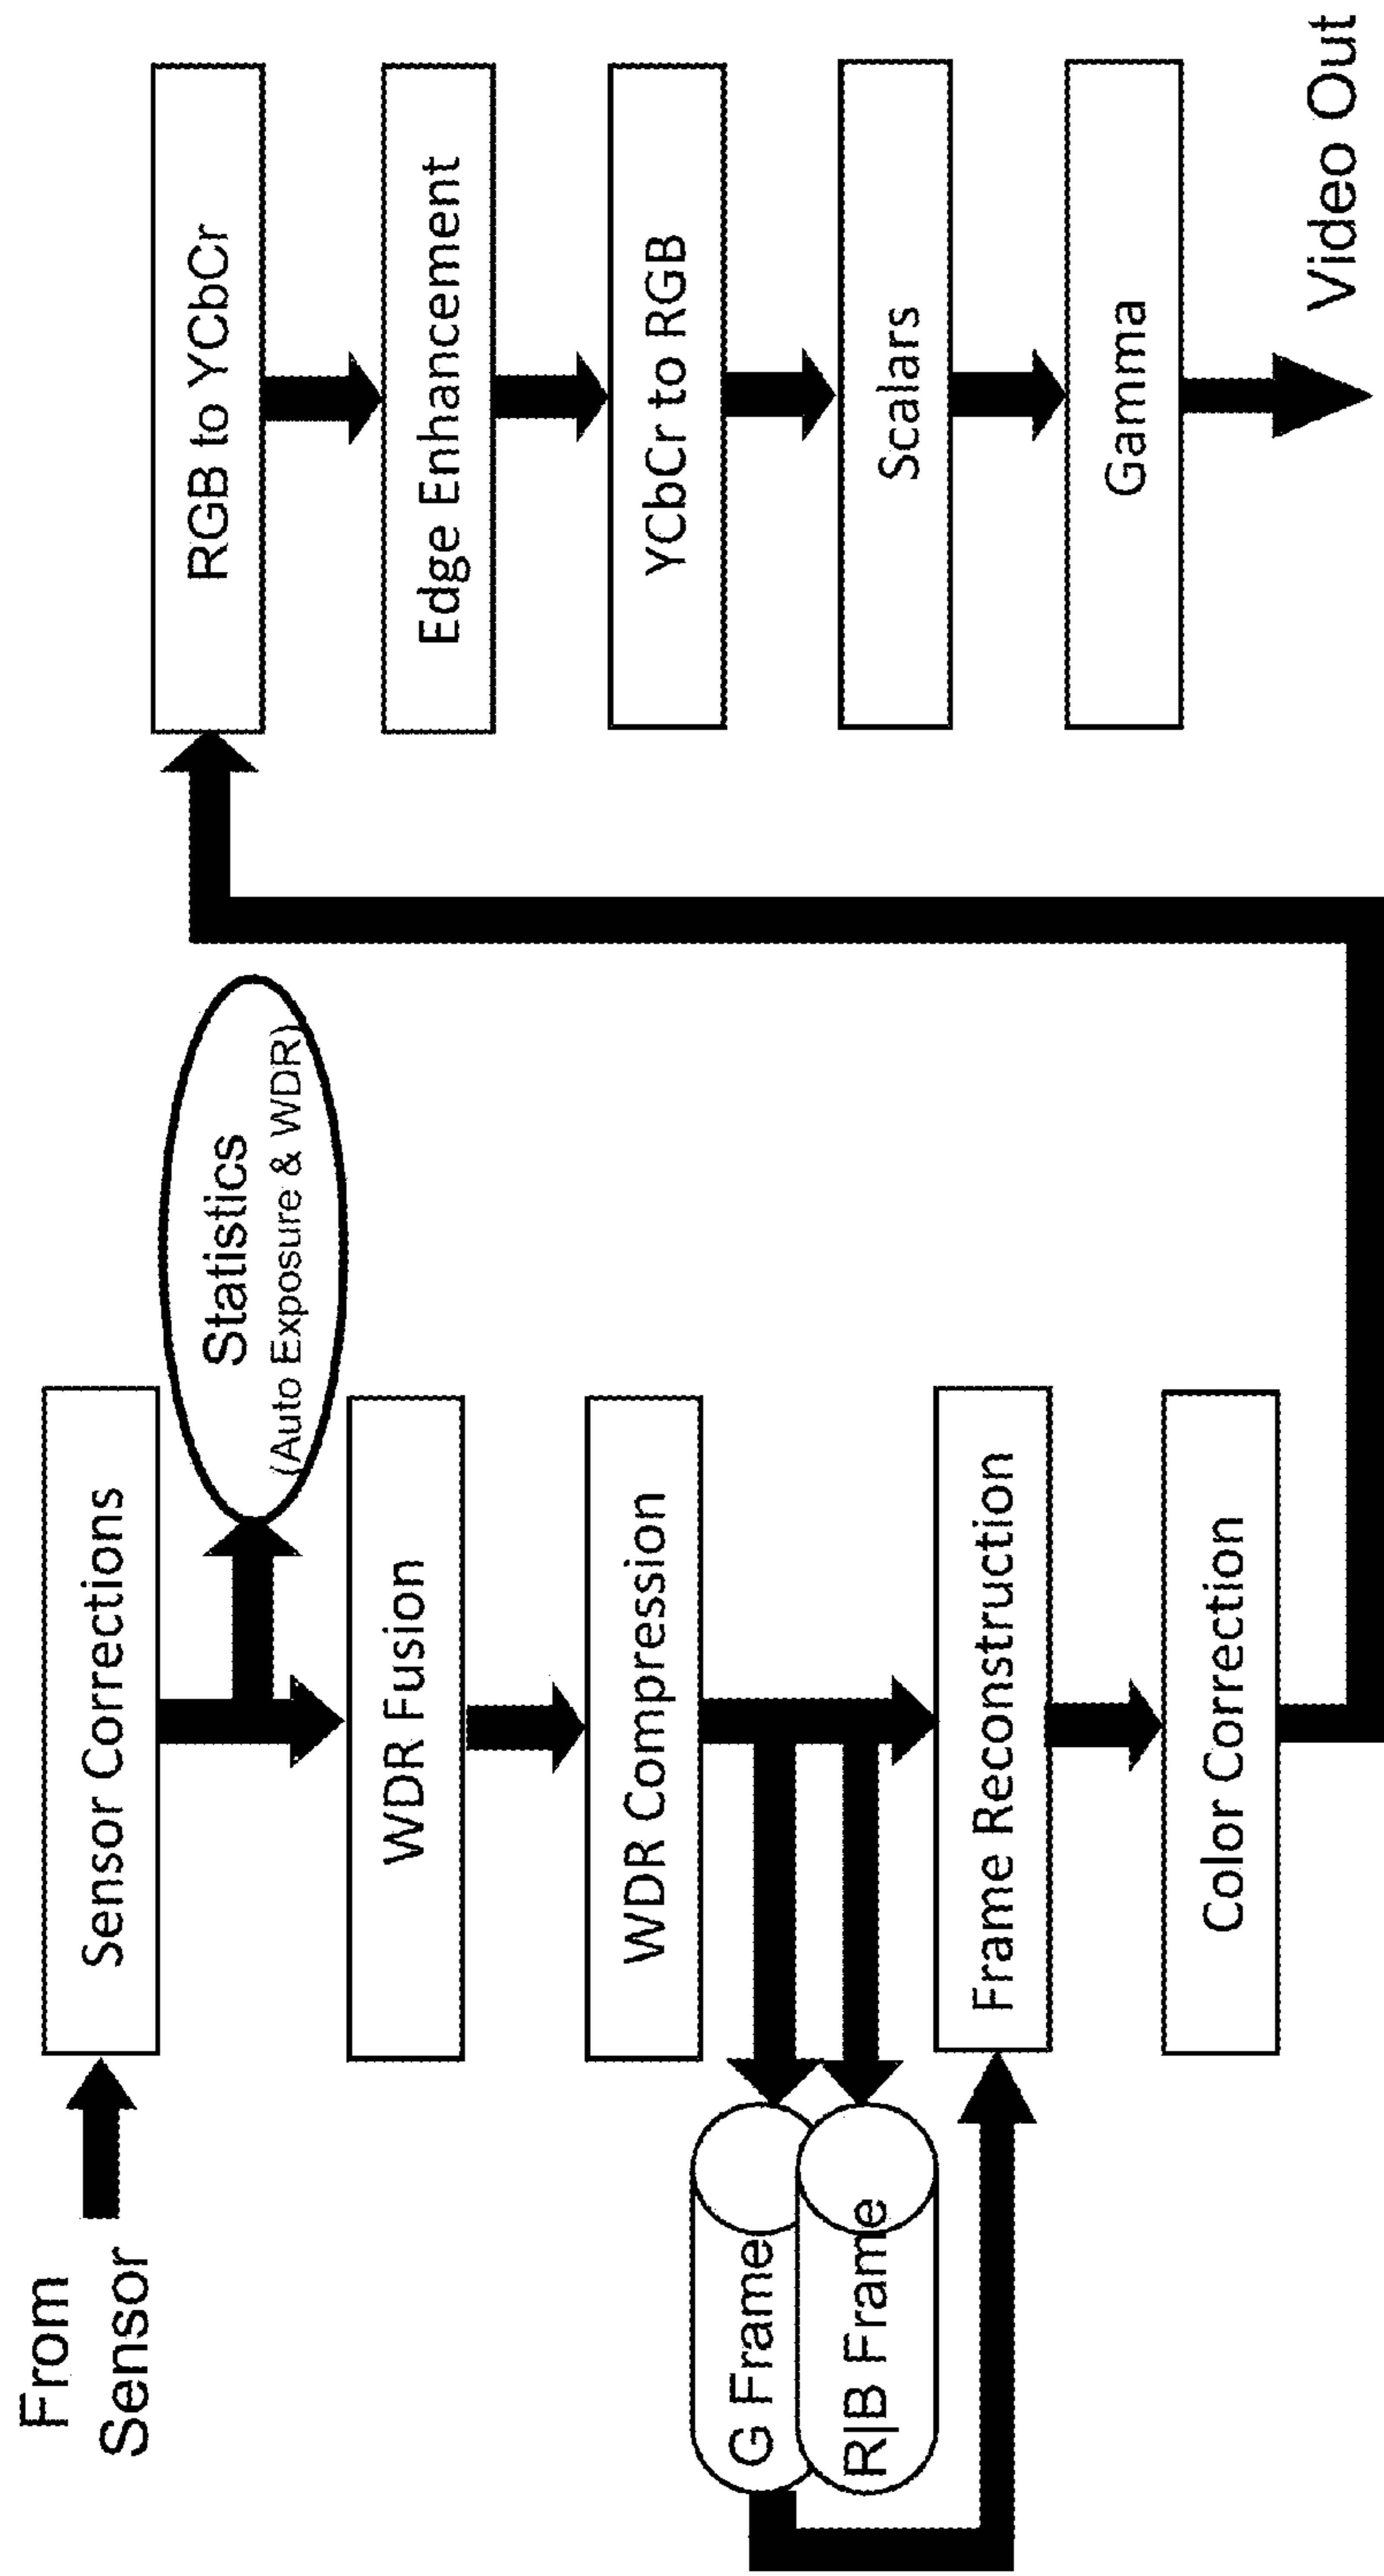 From
Sensor
Sensor Corrections
Statistics
(Auto Exposure & WDR)
WDR Fusion
WDR Compression
G Frame
R|B Frame
Frame Reconstruction
Color Correction
RGB to YCbCr
Edge Enhancement
YCbCr to RGB
Scalars
Gamma
Video Out